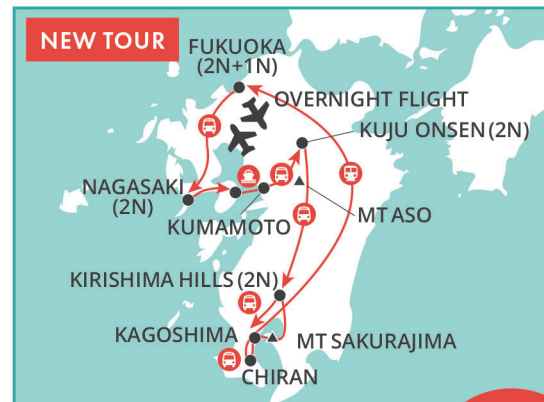 NEW TOUR
FUKUOKA
(2N+1N)
OVERNIGHT FLIGHT
KUJU ONSEN (2N)
NAGASAKI
(2N)
KUMAMOTO
MT ASO
KIRISHIMA HILLS (2N)
KAGOSHIMA
MT SAKURAJIMA
CHIRAN